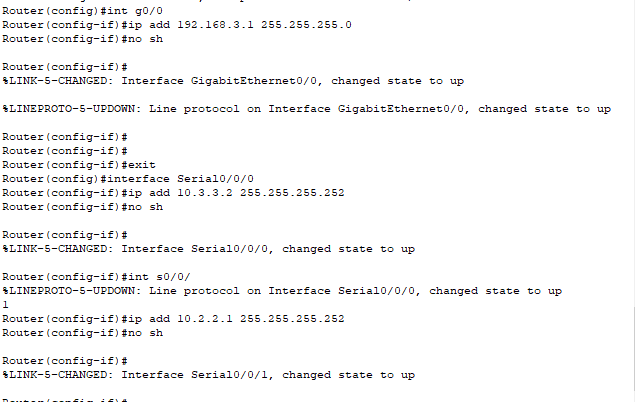 Router(config)#int g0/0
Router(config-if)#ip add 192.168.3.1 255.255.255.0
Router(config-if)#no sh
Router(config-if)#
%LINK-5-CHANGED: Interface GigabitEthernet0/0, changed state to up
%LINEPROTO-5-UPDOWN: Line protocol on Interface GigabitEthernet0/0, changed state to up
Router(config-if)#
Router(config-if)#
Router(config-if)#exit
Router(config)#interface Serial0/0/0
Router(config-if)#ip add 10.3.3.2 255.255.255.252
Router(config-if)#no sh
Router(config-if)#
%LINK-5-CHANGED: Interface Serial0/0/0, changed state to up
Router(config-if)#int s0/0/
%LINEPROTO-5-UPDOWN: Line protocol on Interface Serial0/0/0, changed state to up
1
Router(config-if)#ip add 10.2.2.1 255.255.255.252
Router(config-if)#no sh
Router(config-if)#
%LINK-5-CHANGED: Interface Serial0/0/1, changed state to up
Router(config-if)#